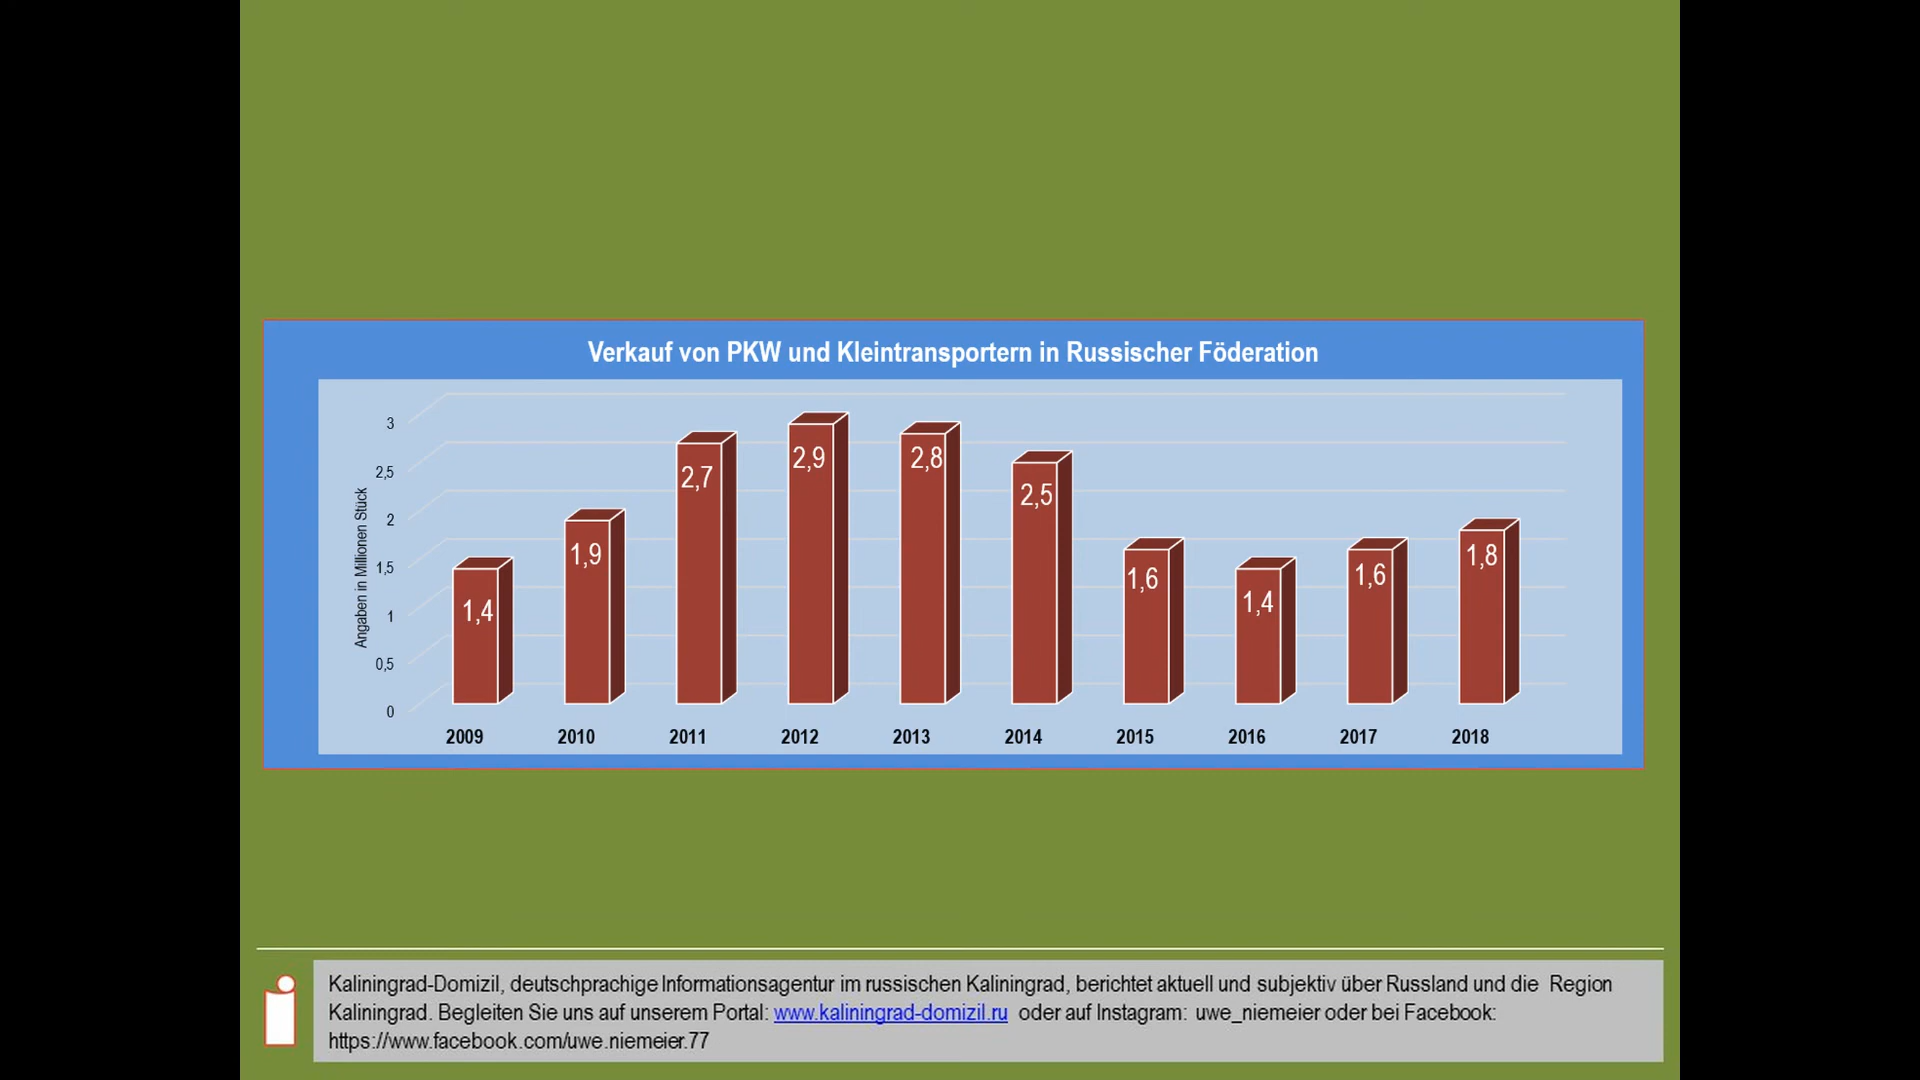 Verkauf von PKW und Kleintransportern in Russischer Föderation
Angaben in Millionen Stück
3
2,5
2
1,5
1
0,5
0
1,4
1,9
2,7
2,9
2,8
2,5
1,6
1,4
1,6
1,8
2009 2010 2011 2012 2013 2014 2015 2016 2017 2018
Kaliningrad-Domizil, deutschprachige Informationsagentur im russischen Kaliningrad, berichtet aktuell und subjektiv über Russland und die Region
Kaliningrad. Begleiten Sie uns auf unserem Portal: www.kaliningrad-domizil.ru oder auf Instagram: uwe_niemeier oder bei Facebook:
https://www.facebook.com/uwe.niemeier.77